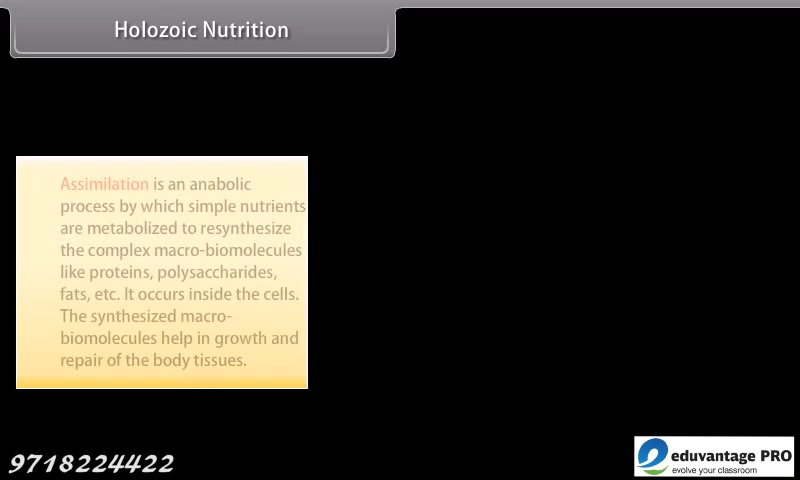 Holozoic Nutrition
Assimilation is an anabolic
process by which simple nutrients
are metabolized to resynthesize
the complex macro-biomolecules
like proteins, polysaccharides,
fats, etc. It occurs inside the cells.
The synthesized macro-
biomolecules help in growth and
repair of the body tissues.
9718224422
eduvantage PRO
evolve your classroom